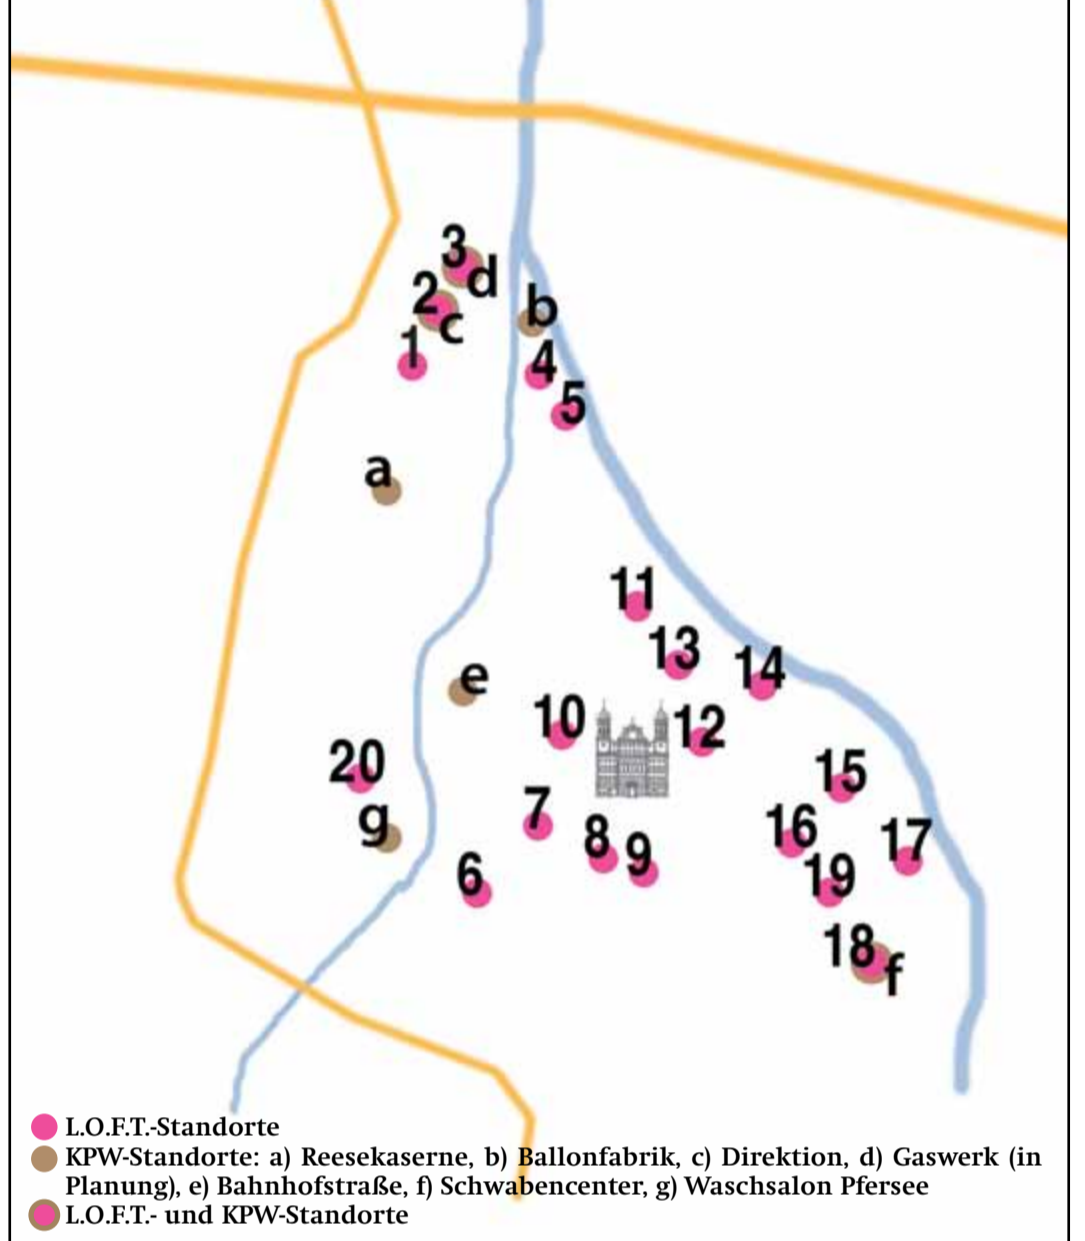 3
d
2
c
b
1
4
5
a
11
13
14
e
10
12
20
15
7
16
17
g
8
9
6
19
18
f
L.O.F.T.-Standorte
KPW-Standorte: a) Reesekaserne, b) Ballonfabrik, c) Direktion, d) Gaswerk (in
Planung), e) Bahnhofstraße, f) Schwabencenter, g) Waschsalon Pfersee
L.O.F.T.- und KPW-Standorte